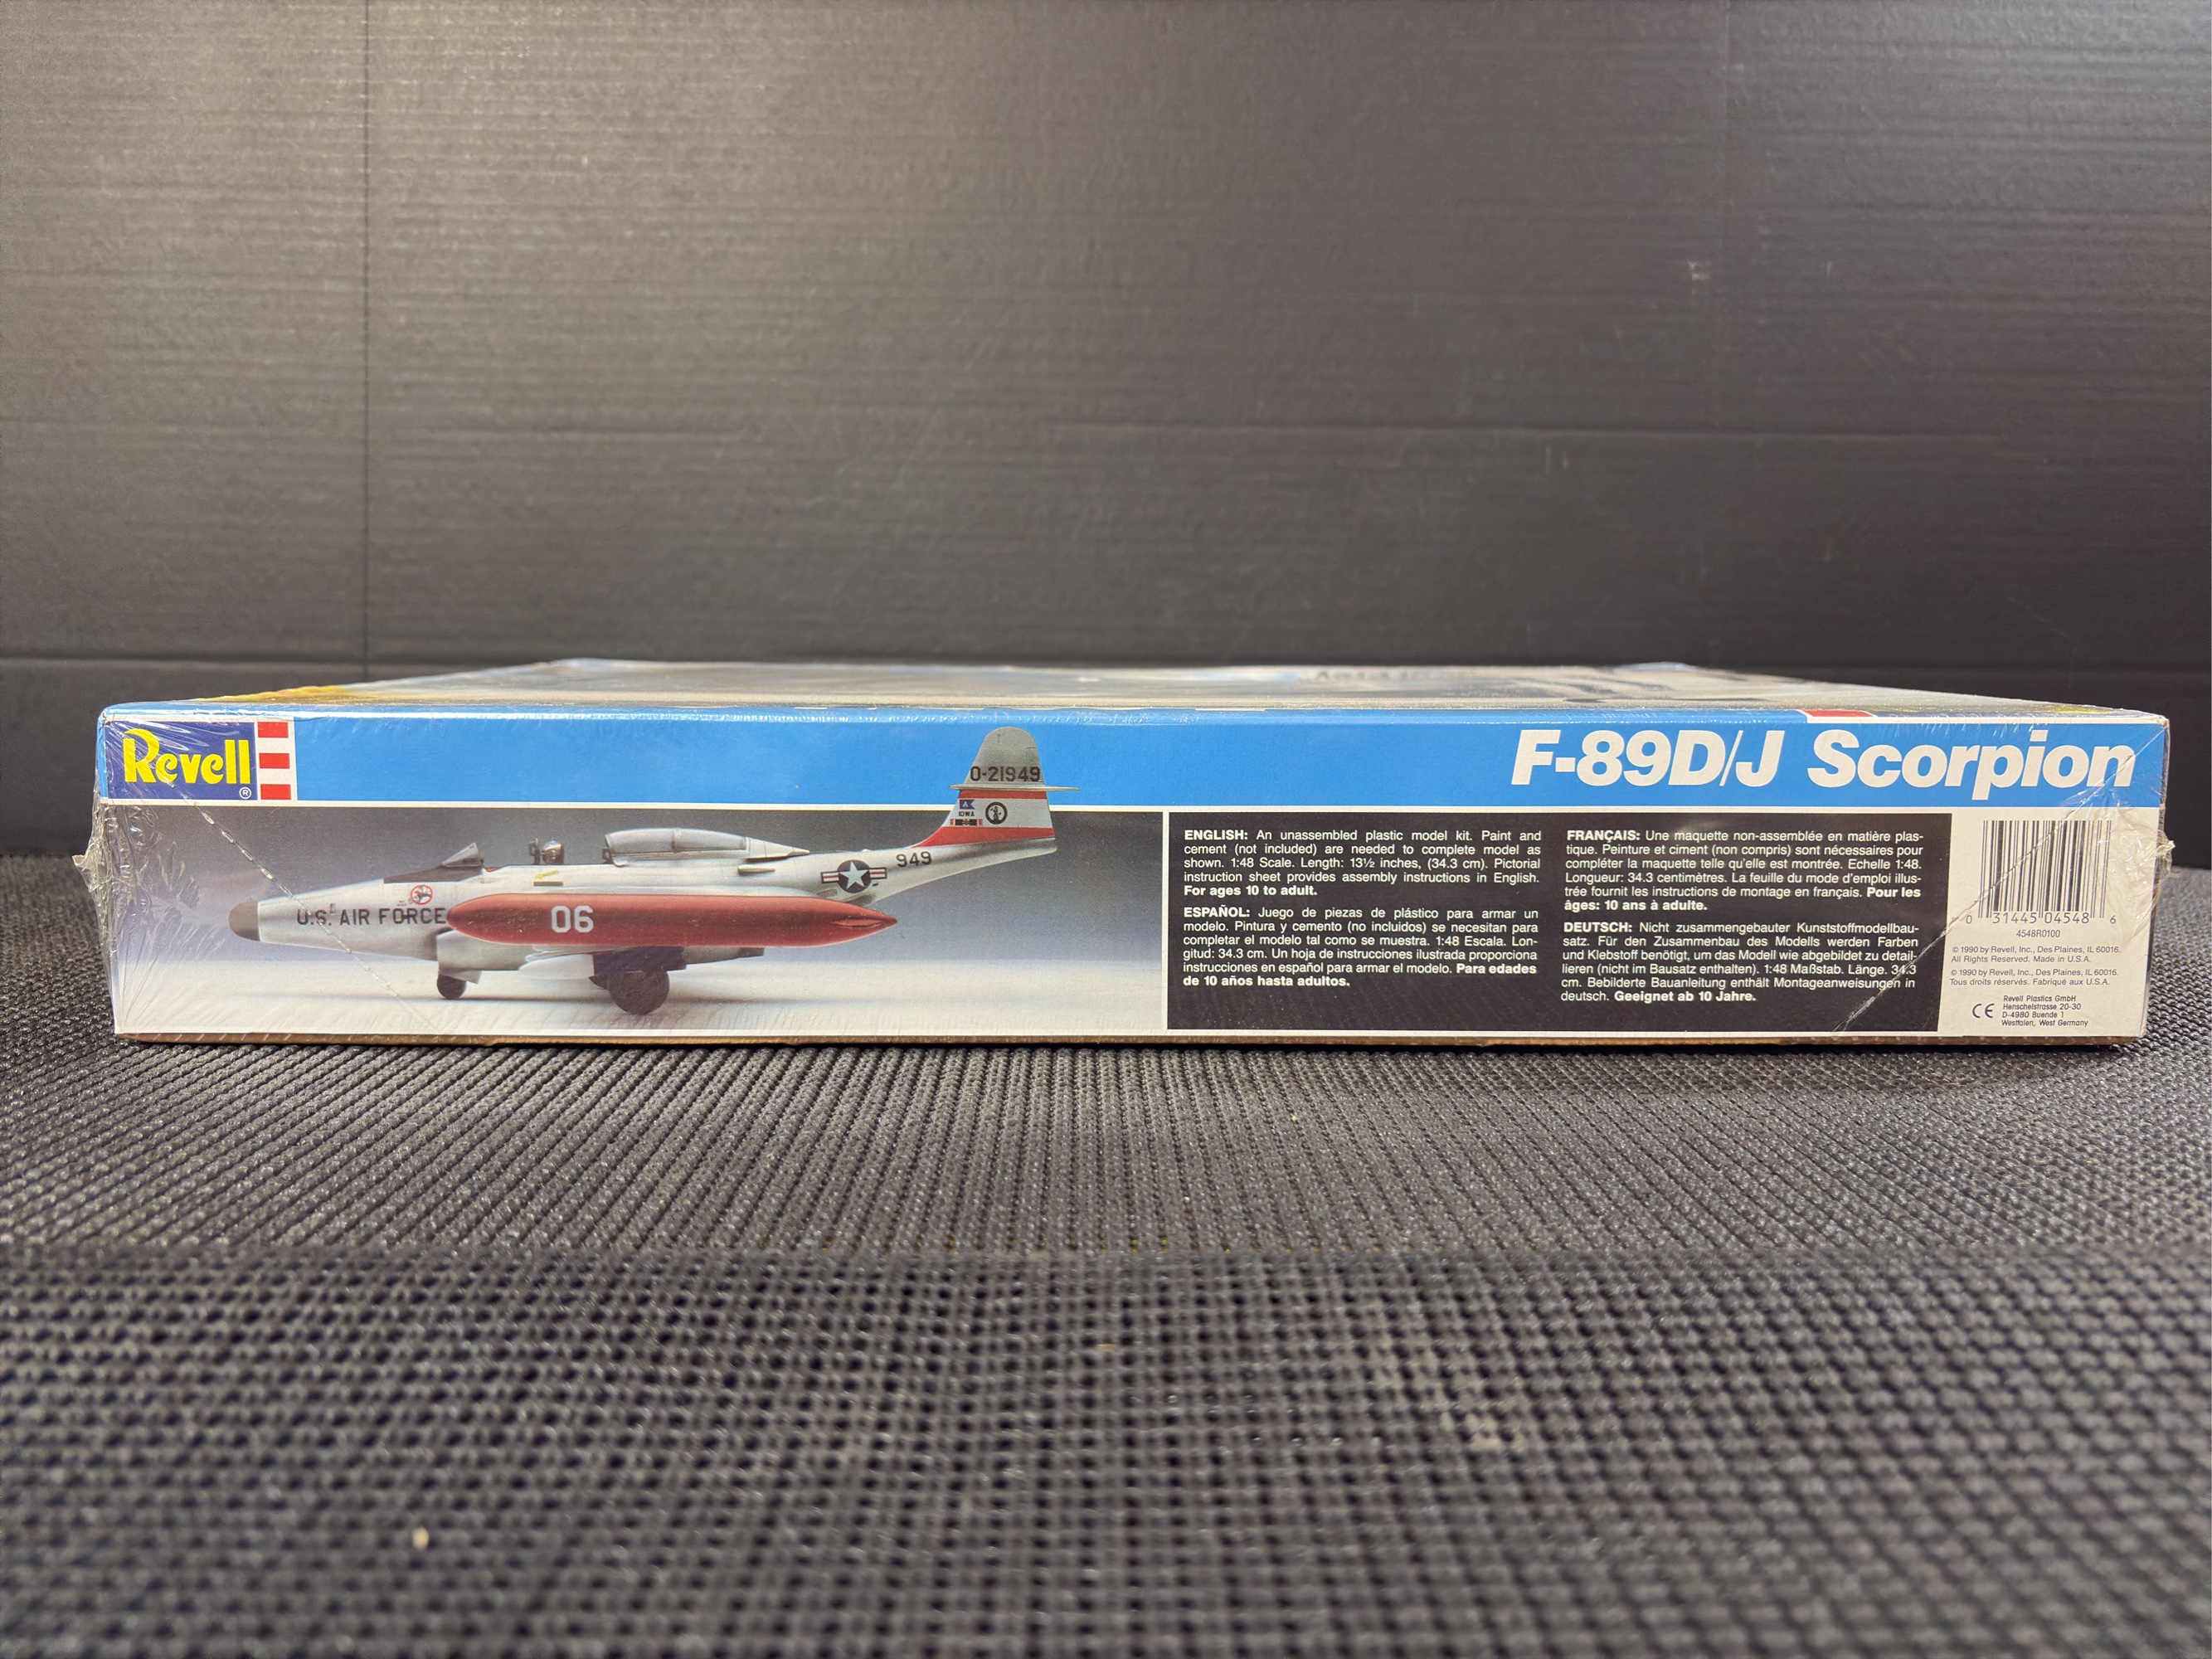 Revell®
F-89D/J Scorpion
O-21949
IOWA
949
U.S. AIR FORCE
06
ENGLISH: An unassembled plastic model kit. Paint and
cement (not included) are needed to complete model as
shown. 1:48 Scale. Length: 13½ inches, (34.3 cm). Pictorial
instruction sheet provides assembly instructions in English.
For ages 10 to adult.
ESPAÑOL: Juego de piezas de plástico para armar un
modelo. Pintura y cemento (no incluidos) se necesitan para
completar el modelo tal como se muestra. 1:48 Escala. Lon-
gitud: 34.3 cm. Un hoja de instrucciones ilustrada proporciona
instrucciones en español para armar el modelo. Para edades
de 10 años hasta adultos.
FRANÇAIS: Une maquette non-assemblée en matière plas-
tique. Peinture et ciment (non compris) sont nécessaires pour
compléter la maquette telle qu'elle est montrée. Echelle 1:48.
Longueur: 34.3 centimètres. La feuille du mode d'emploi illus-
trée fournit les instructions de montage en français. Pour les
âges: 10 ans à adulte.
DEUTSCH: Nicht zusammengebauter Kunststoffmodellbau-
satz. Für den Zusammenbau des Modells werden Farben
und Klebstoff benötigt, um das Modell wie abgebildet zu detail-
lieren (nicht im Bausatz enthalten). 1:48 Maßstab. Länge. 34.3
cm. Bebilderte Bauanleitung enthält Montageanweisungen in
deutsch. Geeignet ab 10 Jahre.
0 31445 04548 6
4548R0100
© 1990 by Revell, Inc., Des Plaines, IL 60016.
All Rights Reserved. Made in U.S.A.
© 1990 by Revell, Inc., Des Plaines, IL 60016.
Tous droits réservés. Fabriqué aux U.S.A.
CE
Revell Plastics GmbH
Henschelstrasse 20-30
D-4980 Buende 1
Westfalen, West Germany